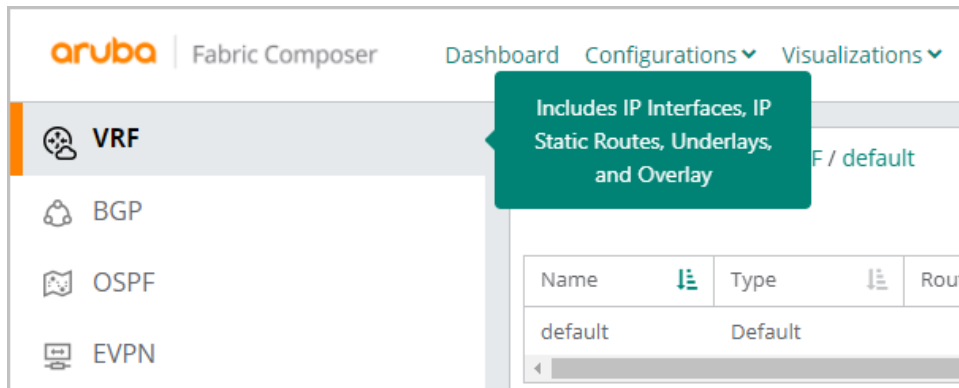 aruba Fabric Composer Dashboard Configurations Visualizations
VRF
Includes IP Interfaces, IP
Static Routes, Underlays,
and Overlay
/ default
BGP
Name Type
OSPF
default Default
EVPN